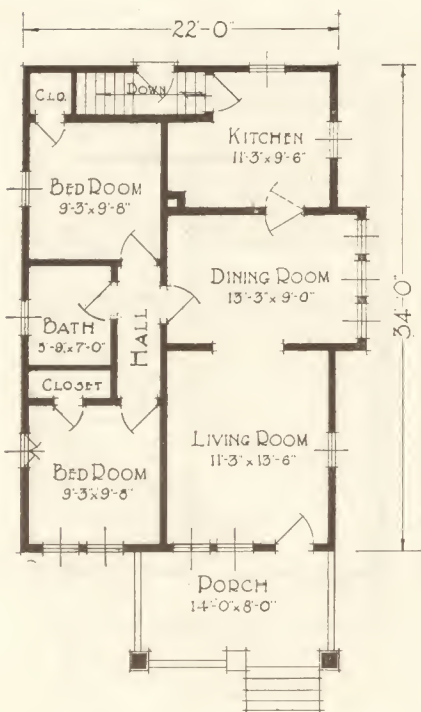 22'-0"
CLO.
DOWN
KITCHEN
11'-3" x 9'-6"
BED ROOM
9'-3" x 9'-8"
DINING ROOM
13'-3" x 9'-0"
34'-0"
BATH
5'-9" x 7'-0"
HALL
CLOSET
LIVING ROOM
11'-3" x 13'-6"
BED ROOM
9'-3" x 9'-8"
PORCH
14'-0" x 8'-0"